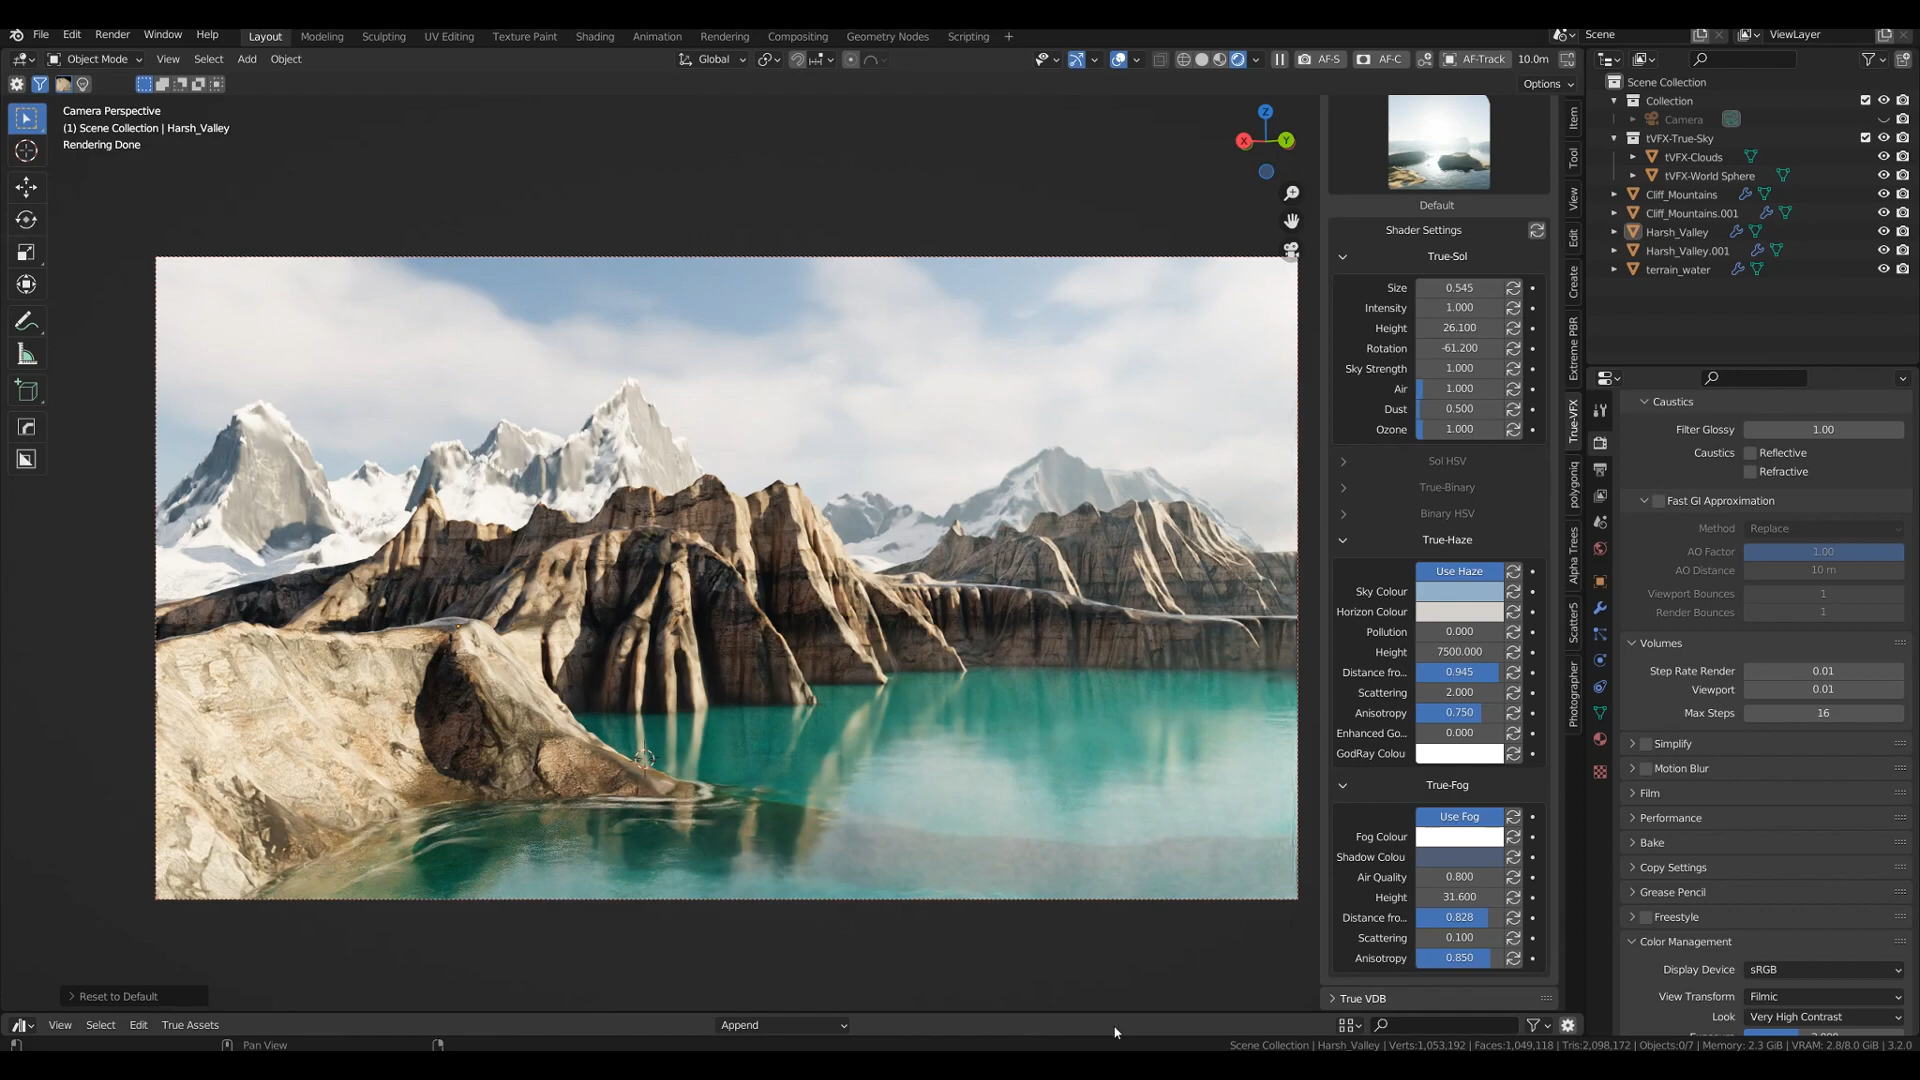 File Edit Render Window Help Layout Modeling Sculpting UV Editing Texture Paint Shading Animation Rendering Compositing Geometry Nodes Scripting +
Scene ViewLayer
Object Mode View Select Add Object Global AF-S AF-C AF-Track 10.0m
Options
Camera Perspective
(1) Scene Collection | Harsh_Valley
Rendering Done
Z
X Y
Default
Shader Settings
True-Sol
Size 0.545
Intensity 1.000
Height 26.100
Rotation -61.200
Sky Strength 1.000
Air 1.000
Dust 0.500
Ozone 1.000
Sol HSV
True-Binary
Binary HSV
True-Haze
Use Haze
Sky Colour
Horizon Colour
Pollution 0.000
Height 7500.000
Distance fro... 0.945
Scattering 2.000
Anisotropy 0.750
Enhanced Go... 0.000
GodRay Colou
True-Fog
Use Fog
Fog Colour
Shadow Colou
Air Quality 0.800
Height 31.600
Distance fro... 0.828
Scattering 0.100
Anisotropy 0.850
True VDB
Item
Tool
View
Edit
Create
Extreme PBR
True-VFX
polygoniq
Alpha Trees
Scatter5
Photographer
Scene Collection
Collection
Camera
tVFX-True-Sky
tVFX-Clouds
tVFX-World Sphere
Cliff_Mountains
Cliff_Mountains.001
Harsh_Valley
Harsh_Valley.001
terrain_water
Caustics
Filter Glossy 1.00
Caustics Reflective
Refractive
Fast GI Approximation
Method Replace
AO Factor 1.00
AO Distance 10 m
Viewport Bounces 1
Render Bounces 1
Volumes
Step Rate Render 0.01
Viewport 0.01
Max Steps 16
Simplify
Motion Blur
Film
Performance
Bake
Copy Settings
Grease Pencil
Freestyle
Color Management
Display Device sRGB
View Transform Filmic
Look Very High Contrast
Reset to Default
View Select Edit True Assets Append
Pan View
Scene Collection | Harsh_Valley | Verts:1,053,192 | Faces:1,049,118 | Tris:2,098,172 | Objects:0/7 | Memory: 2.3 GiB | VRAM: 2.8/8.0 GiB | 3.2.0